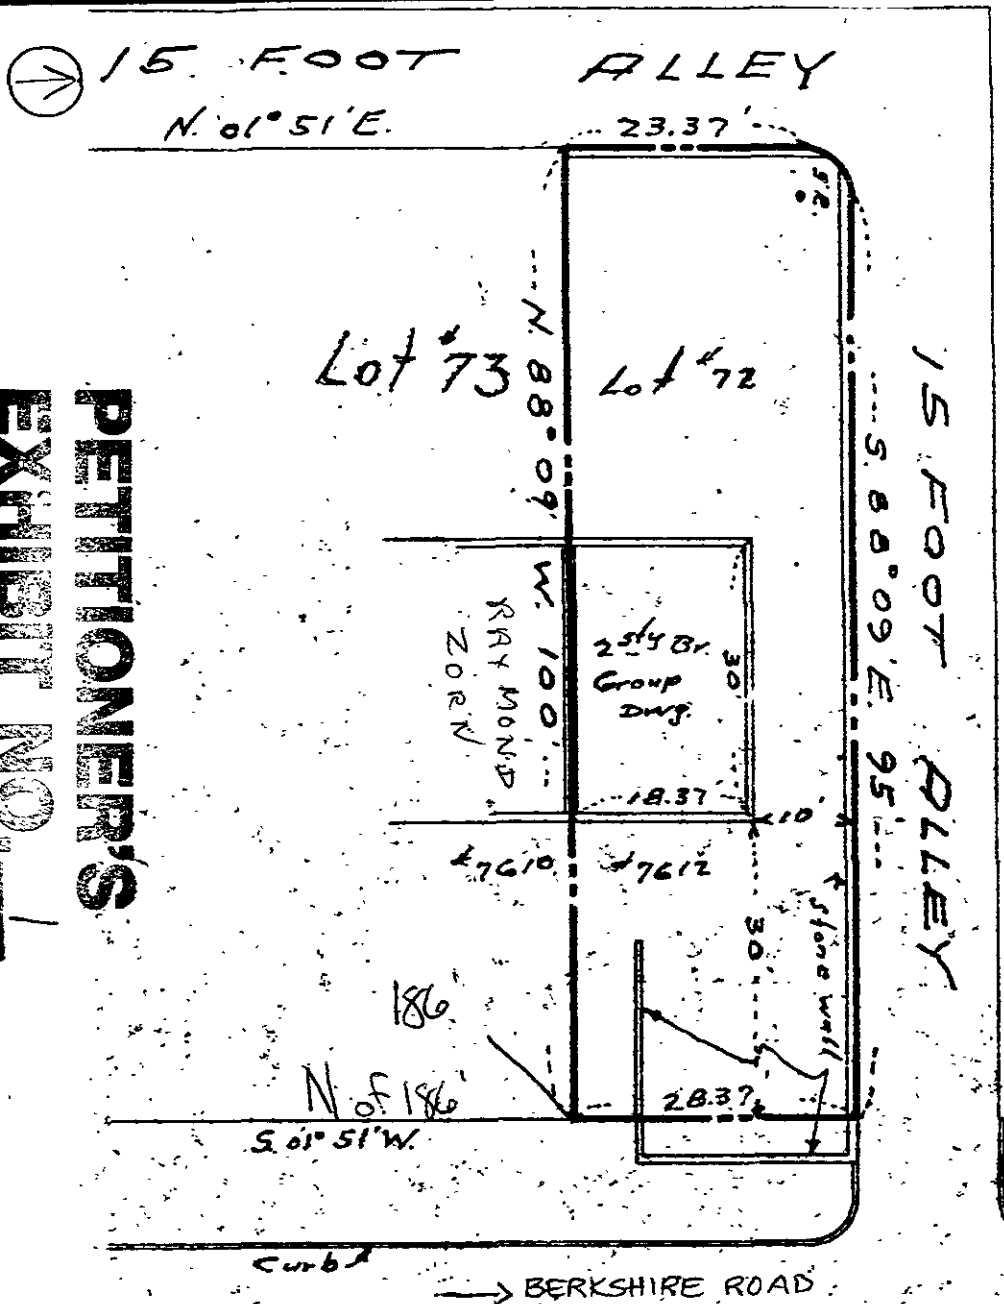 15 FOOT ALLEY
N. 01° 51' E.
23.37'
5'R.
Lot #73
Lot #72
N. 88° 09' W. 100'
S. 88° 09' E. 95'
15 FOOT ALLEY
PETITIONER'S
EXHIBIT NO. 1
RAYMOND
ZORN
2 sty Br.
Group
Dwg.
30'
18.37
10'
#7610
#7612
30'
stone wall
186'
N of 186'
28.37
S. 01° 51' W.
Curb
BERKSHIRE ROAD